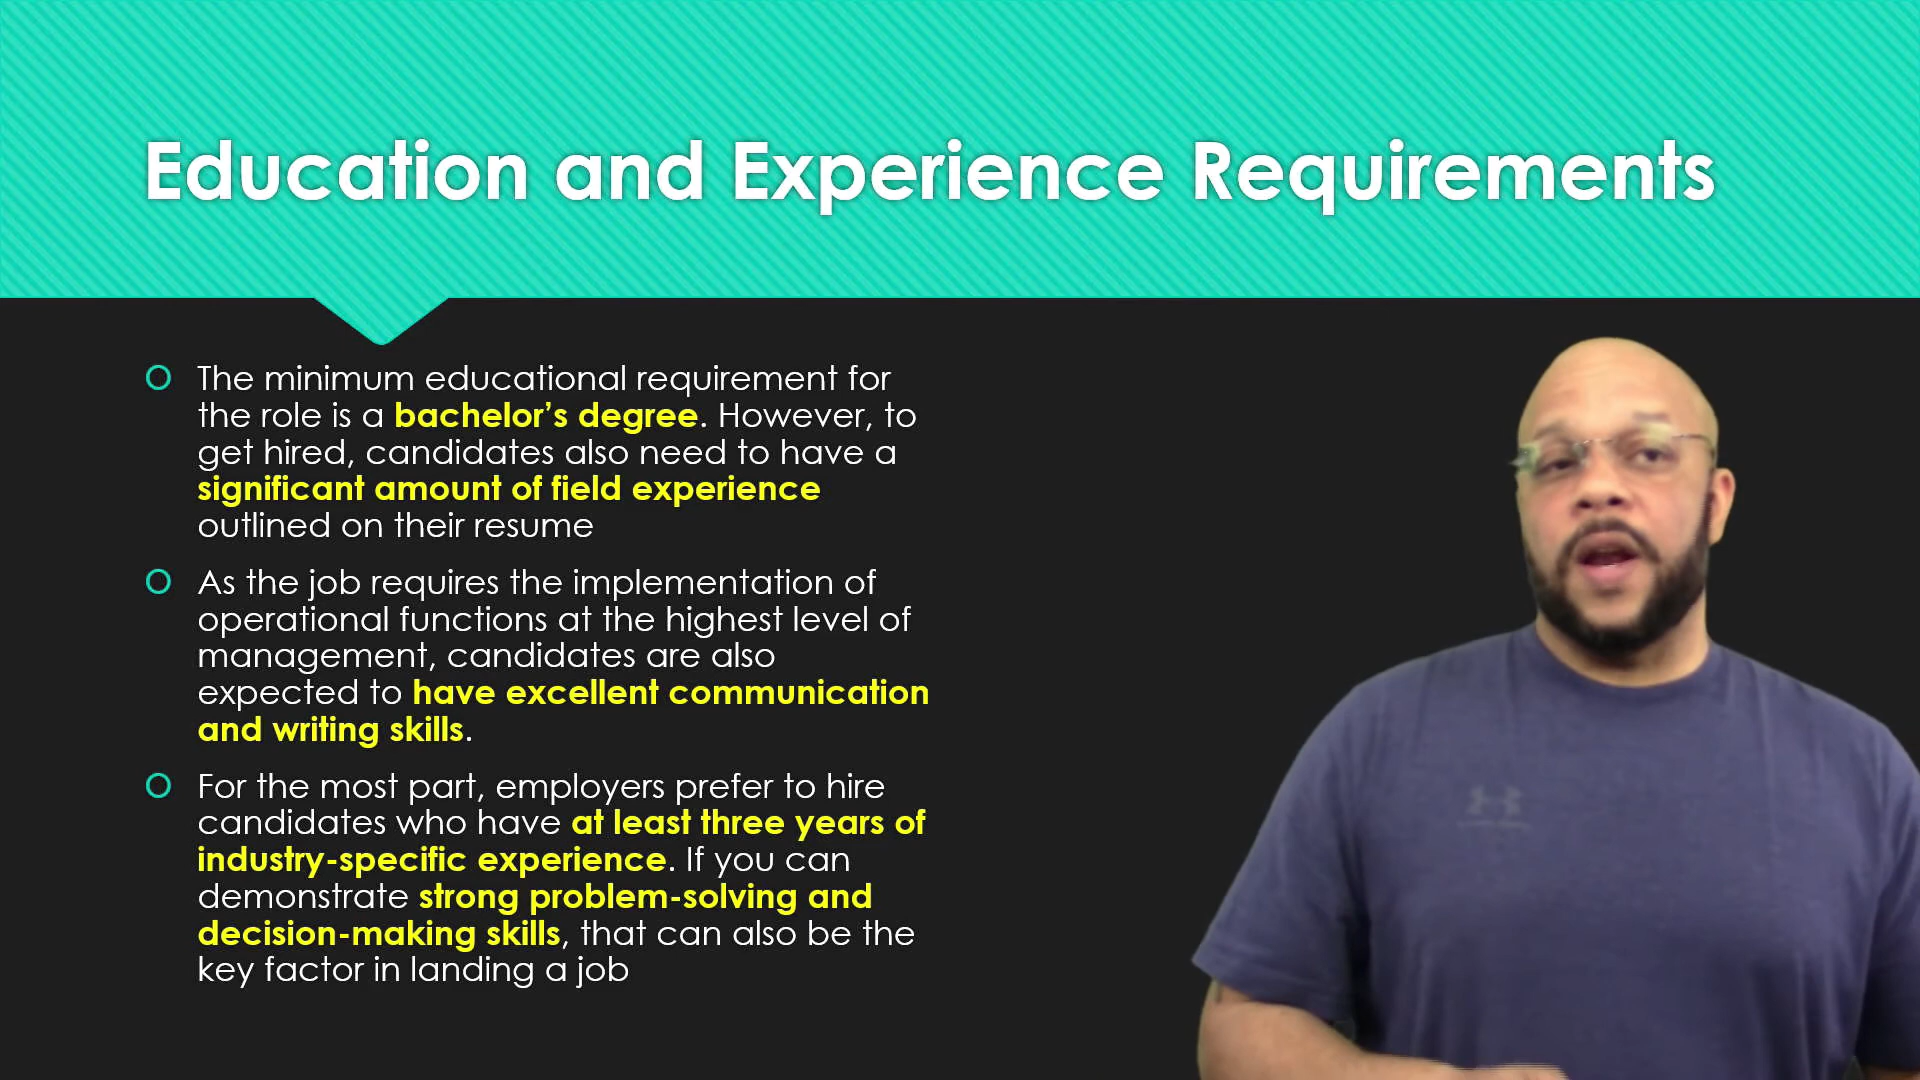 Education and Experience Requirements
The minimum educational requirement for
the role is a bachelor’s degree. However, to
get hired, candidates also need to have a
significant amount of field experience
outlined on their resume
As the job requires the implementation of
operational functions at the highest level of
management, candidates are also
expected to have excellent communication
and writing skills.
For the most part, employers prefer to hire
candidates who have at least three years of
industry-specific experience. If you can
demonstrate strong problem-solving and
decision-making skills, that can also be the
key factor in landing a job